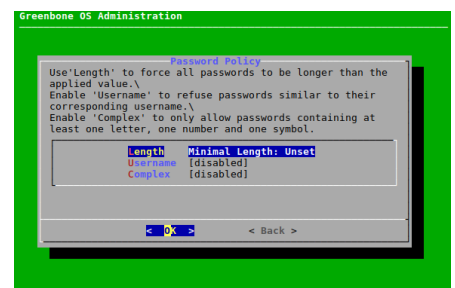 Greenbone OS Administration
Password Policy
Use'Length' to force all passwords to be longer than the
applied value.\
Enable 'Username' to refuse passwords similar to their
corresponding username.\
Enable 'Complex' to only allow passwords containing at
least one letter, one number and one symbol.
Length Minimal Length: Unset
Username [disabled]
Complex [disabled]
< OK > < Back >